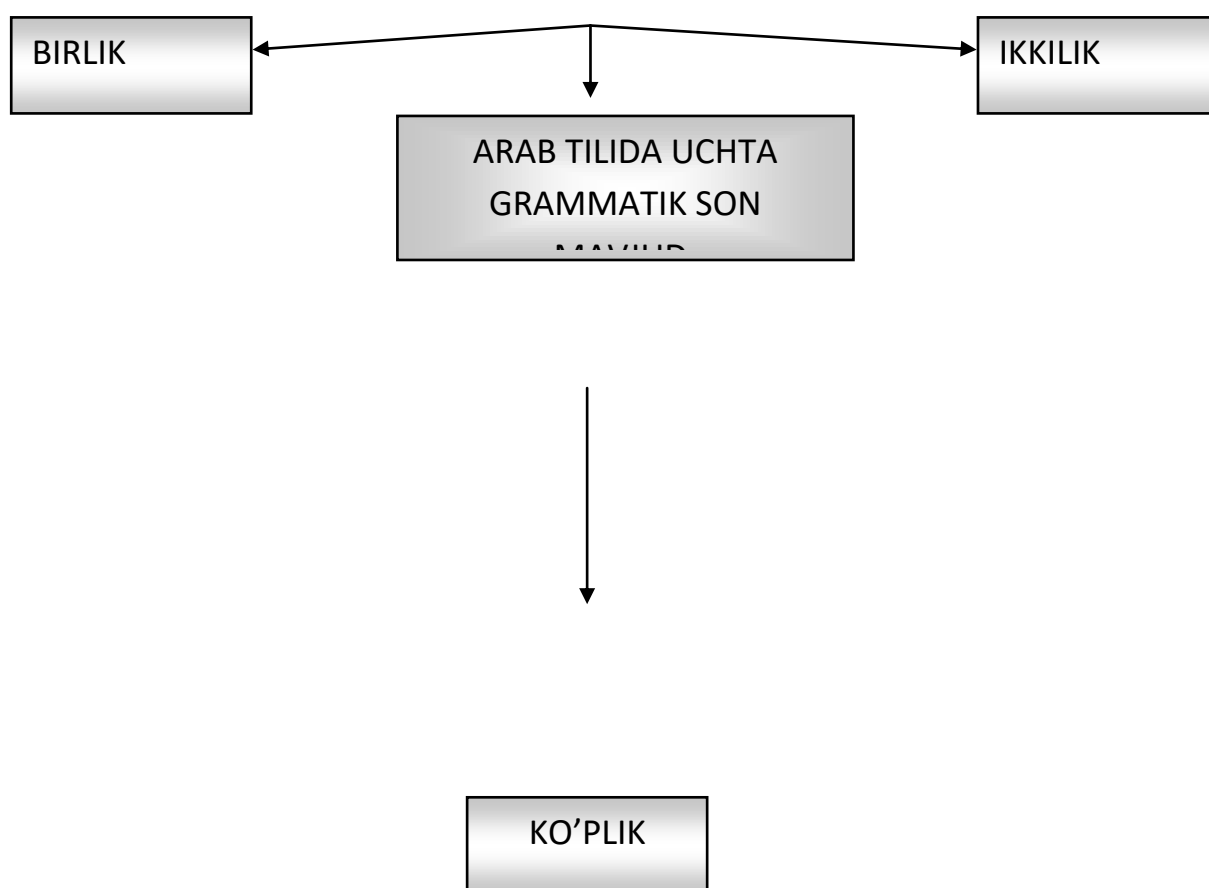 BIRLIK
IKKILIK
ARAB TILIDA UCHTA
GRAMMATIK SON
KO’PLIK